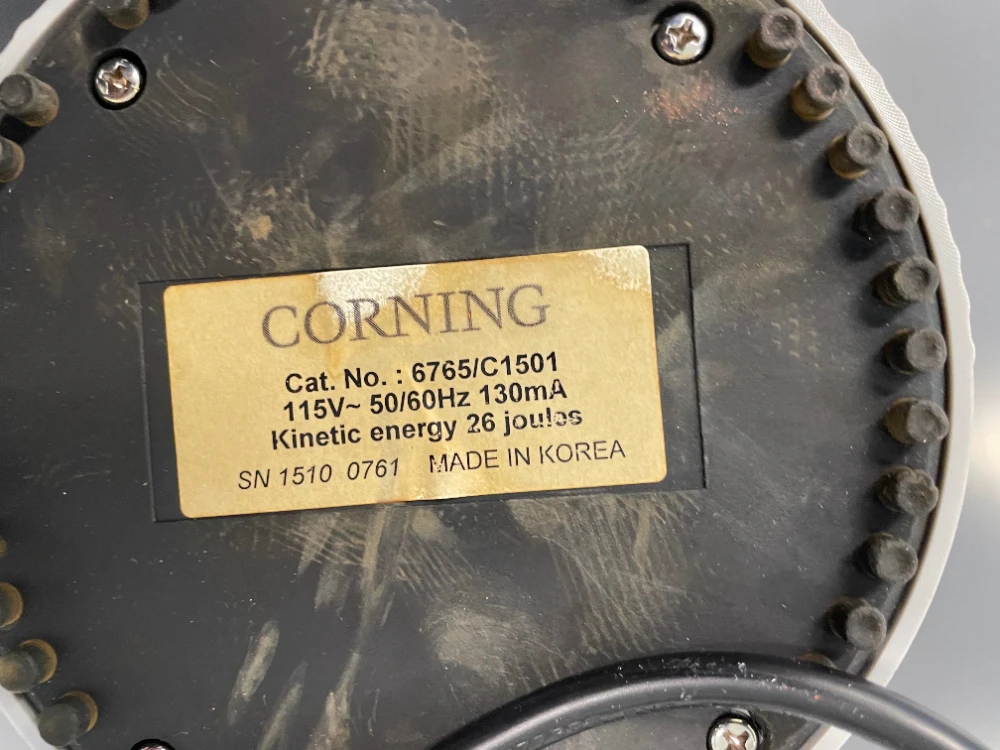 CORNING
Cat. No. : 6765/C1501
115V~ 50/60Hz 130mA
Kinetic energy 26 joules
SN 1510 0761 MADE IN KOREA